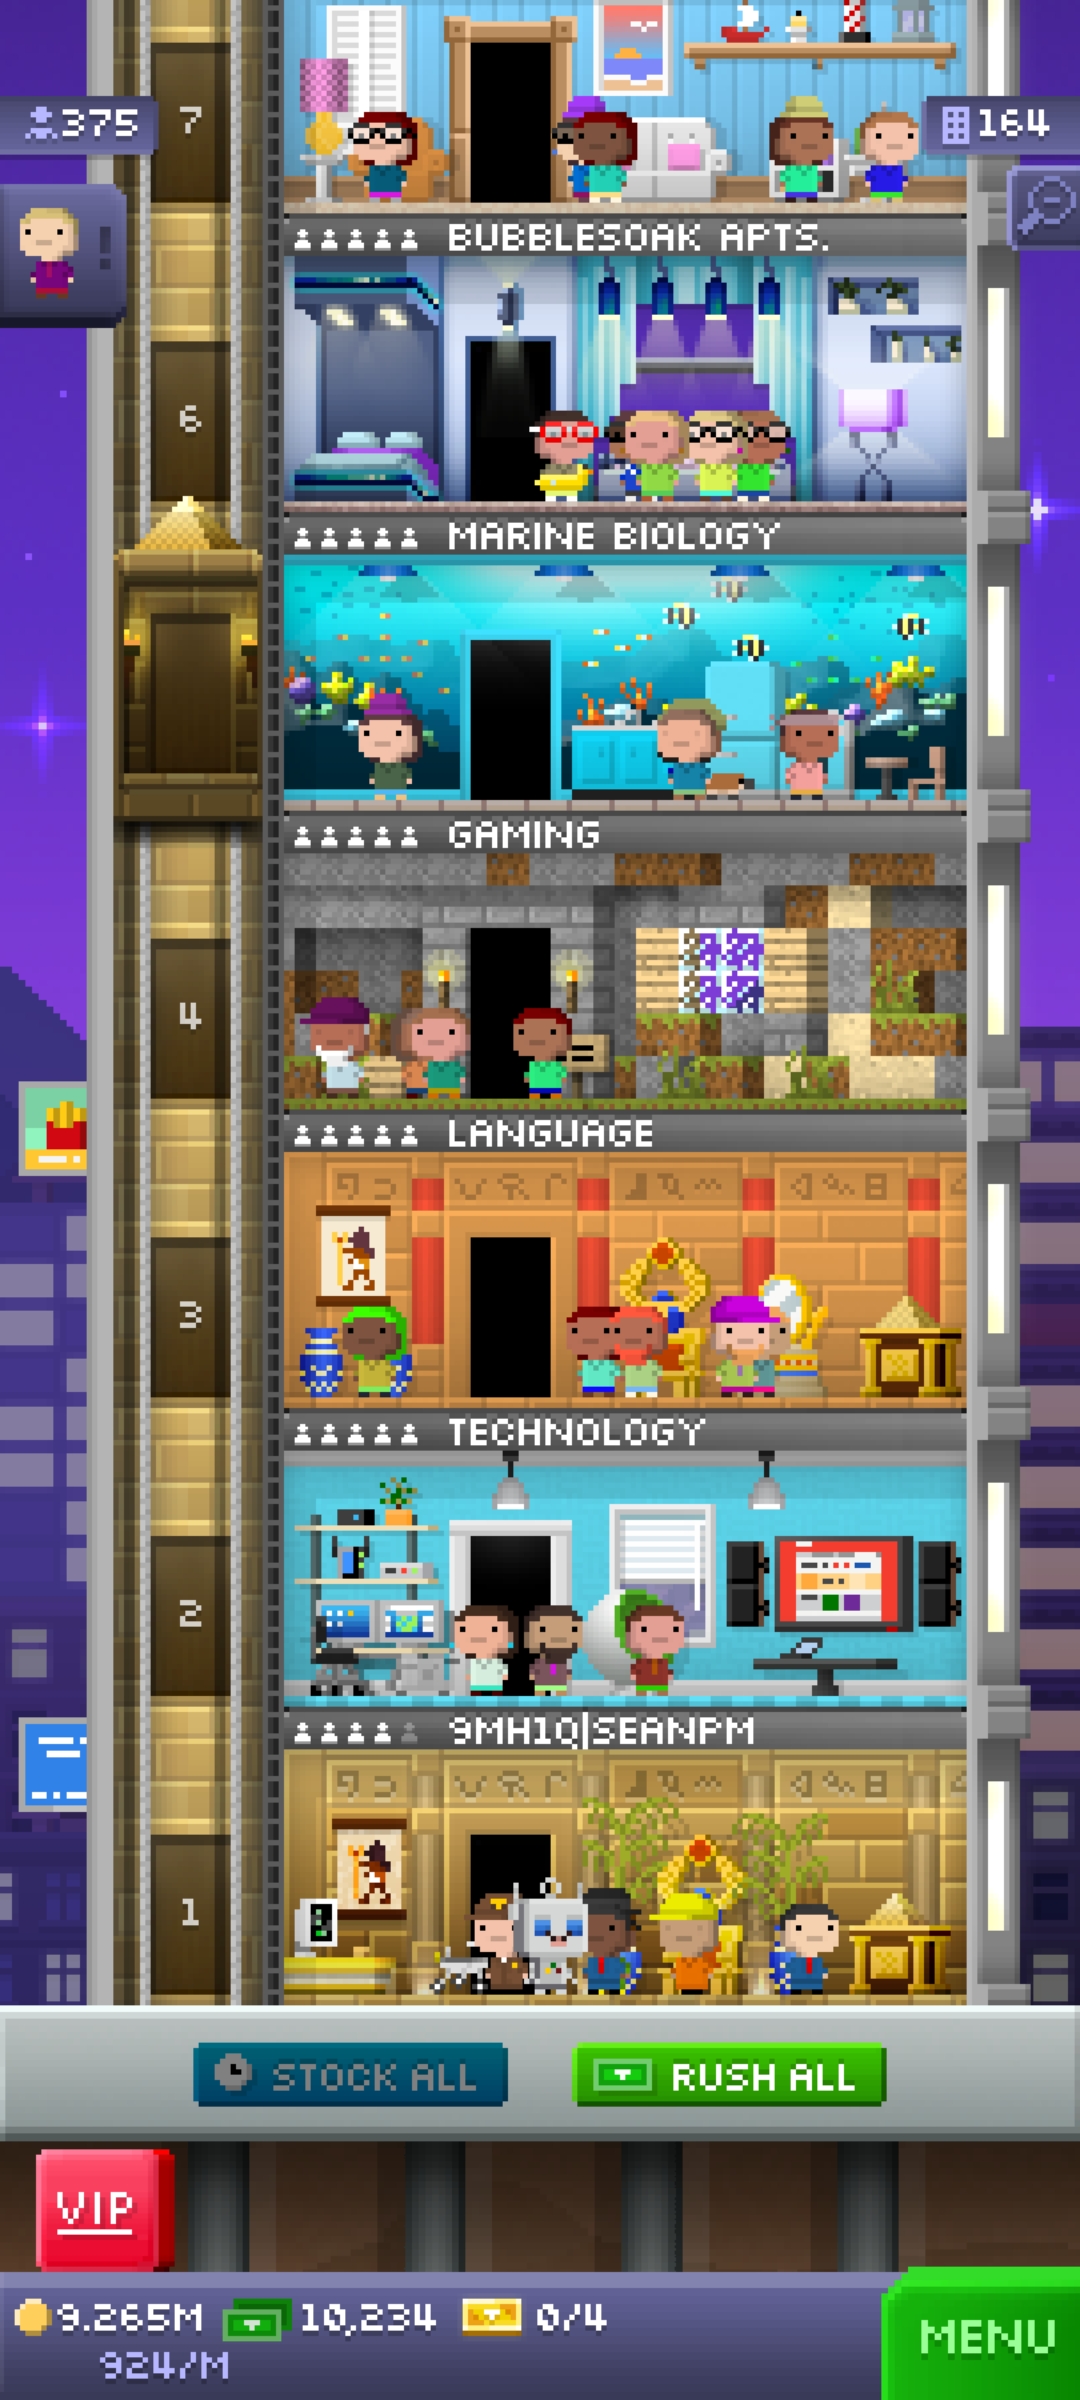 7
375
164
!
BUBBLESOAK APTS.
6
MARINE BIOLOGY
GAMING
4
LANGUAGE
3
TECHNOLOGY
2
9MH1Q|SEANPM
1
STOCK ALL
RUSH ALL
VIP
9.265M
10,234
0/4
924/M
MENU